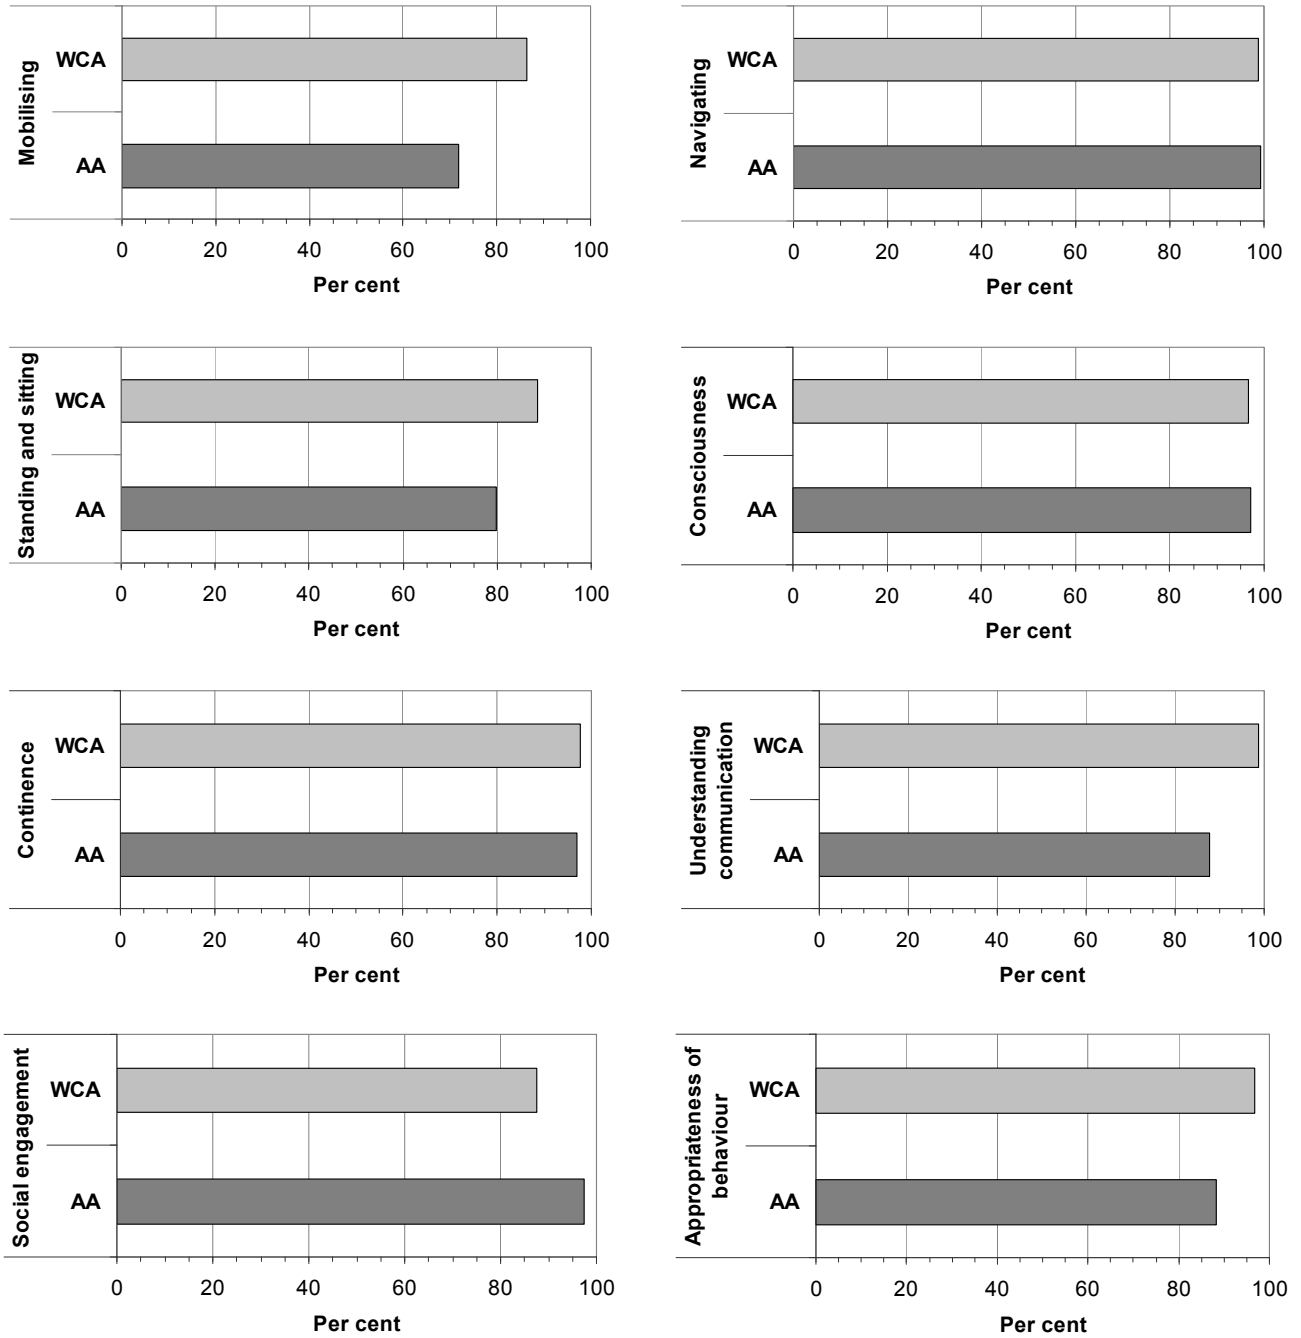 Mobilising
WCA
AA
0 20 40 60 80 100
Per cent
Navigating
WCA
AA
0 20 40 60 80 100
Per cent
Standing and sitting
WCA
AA
0 20 40 60 80 100
Per cent
Consciousness
WCA
AA
0 20 40 60 80 100
Per cent
Continence
WCA
AA
0 20 40 60 80 100
Per cent
Understanding
communication
WCA
AA
0 20 40 60 80 100
Per cent
Social engagement
WCA
AA
0 20 40 60 80 100
Per cent
Appropriateness of
behaviour
WCA
AA
0 20 40 60 80 100
Per cent